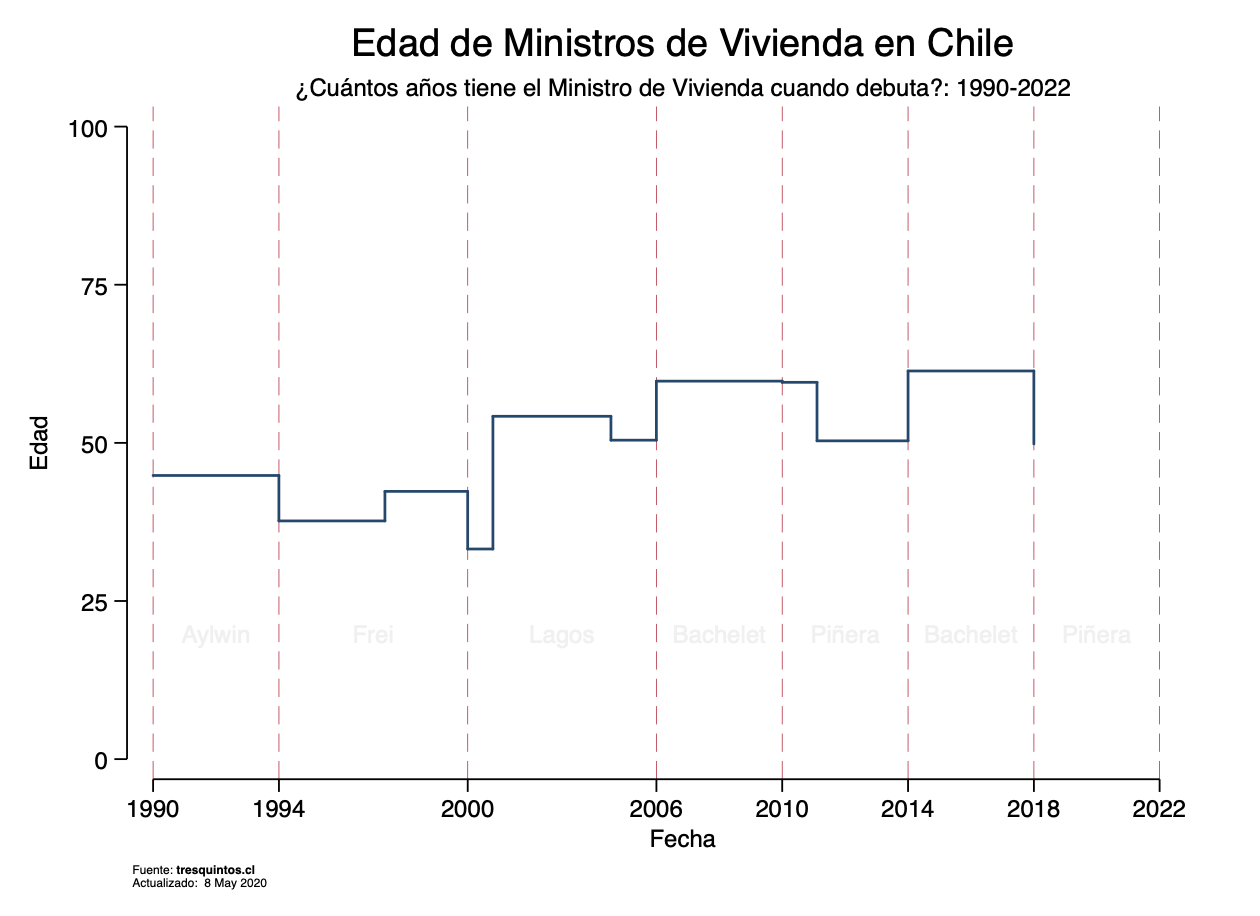 Edad de Ministros de Vivienda en Chile
¿Cuántos años tiene el Ministro de Vivienda cuando debuta?: 1990-2022
100
75
50
25
0
Edad
Aylwin Frei Lagos Bachelet Piñera Bachelet Piñera
1990 1994 2000 2006 2010 2014 2018 2022
Fecha
Fuente: tresquintos.cl
Actualizado: 8 May 2020